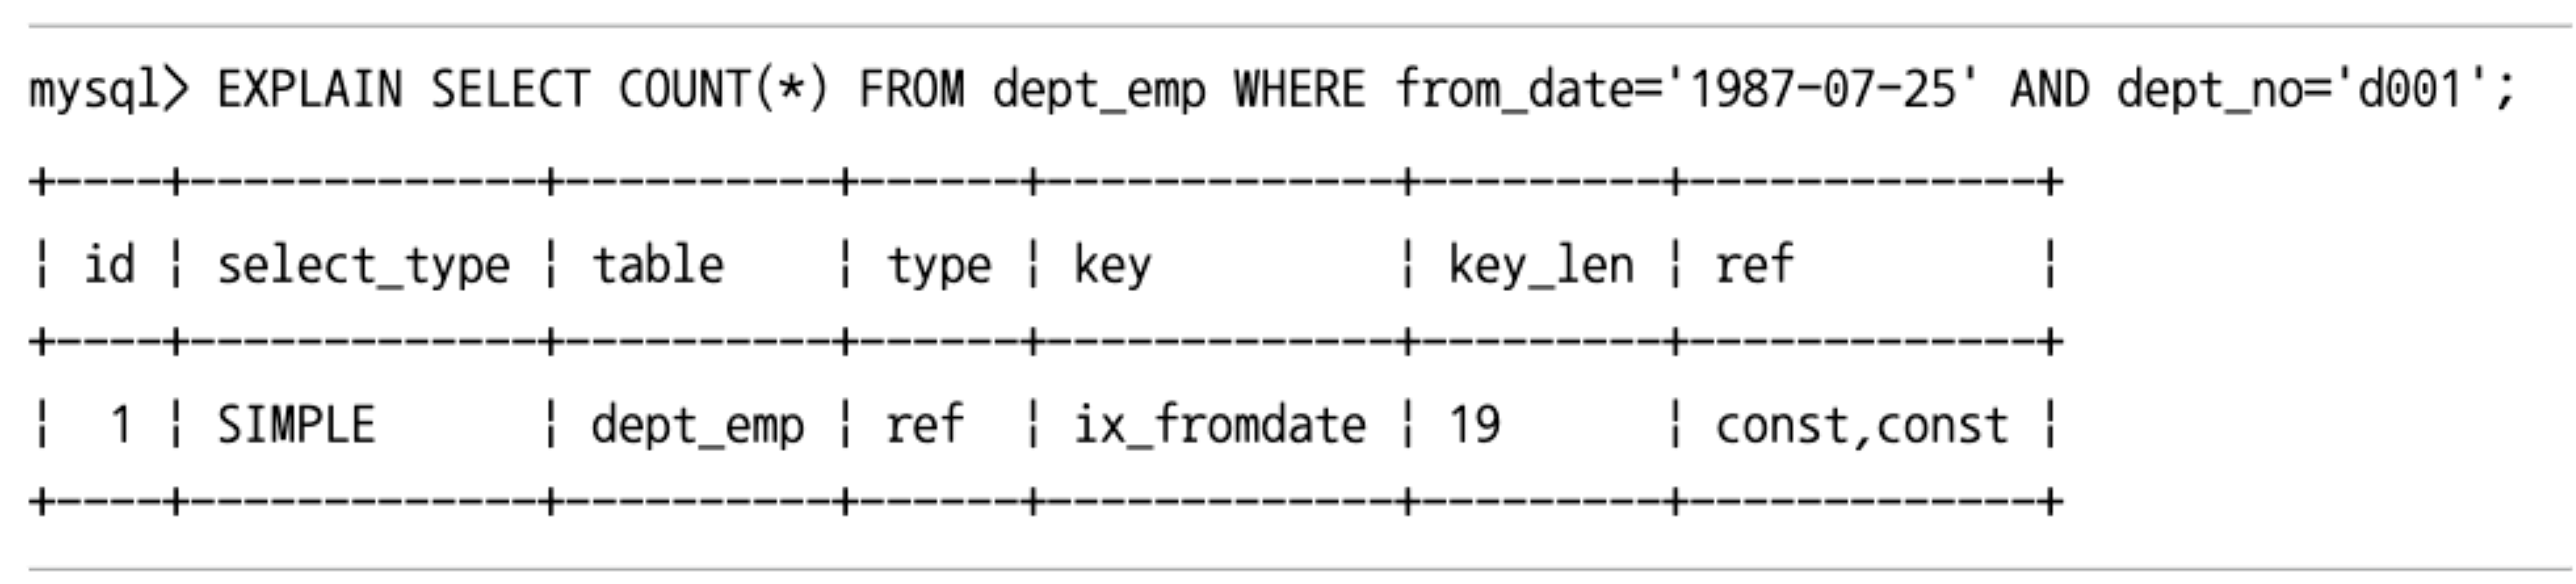 mysql> EXPLAIN SELECT COUNT(*) FROM dept_emp WHERE from_date='1987-07-25' AND dept_no='d001';
+----+-------------+----------+------+-------------+---------+-------------+
| id | select_type | table    | type | key         | key_len | ref         |
+----+-------------+----------+------+-------------+---------+-------------+
|  1 | SIMPLE      | dept_emp | ref  | ix_fromdate | 19      | const,const |
+----+-------------+----------+------+-------------+---------+-------------+